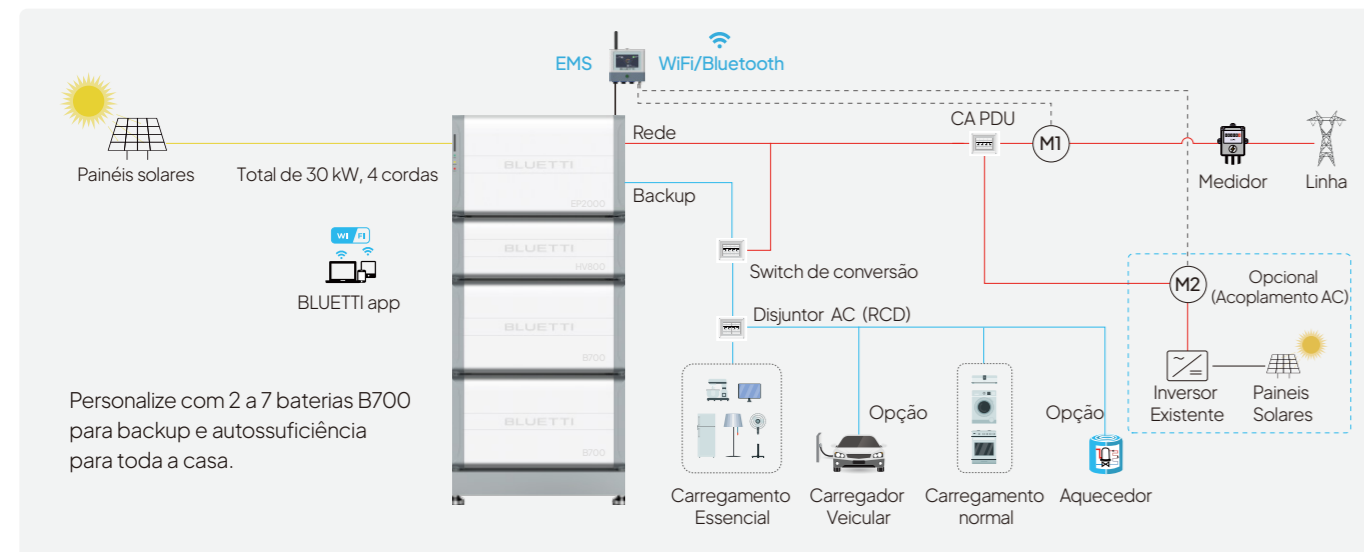 EMS
WiFi/Bluetooth
Painéis solares
Total de 30 kW, 4 cordas
BLUETTI
EP2000
Rede
Backup
CA PDU
M1
Medidor
Linha
WI FI
BLUETTI app
BLUETTI
HV800
BLUETTI
B700
BLUETTI
B700
Switch de conversão
Disjuntor AC (RCD)
M2
Opcional
(Acoplamento AC)
Inversor
Existente
Paineis
Solares
Personalize com 2 a 7 baterias B700
para backup e autossuficiência
para toda a casa.
Opção
Opção
Carregamento
Essencial
Carregador
Veicular
Carregamento
normal
Aquecedor